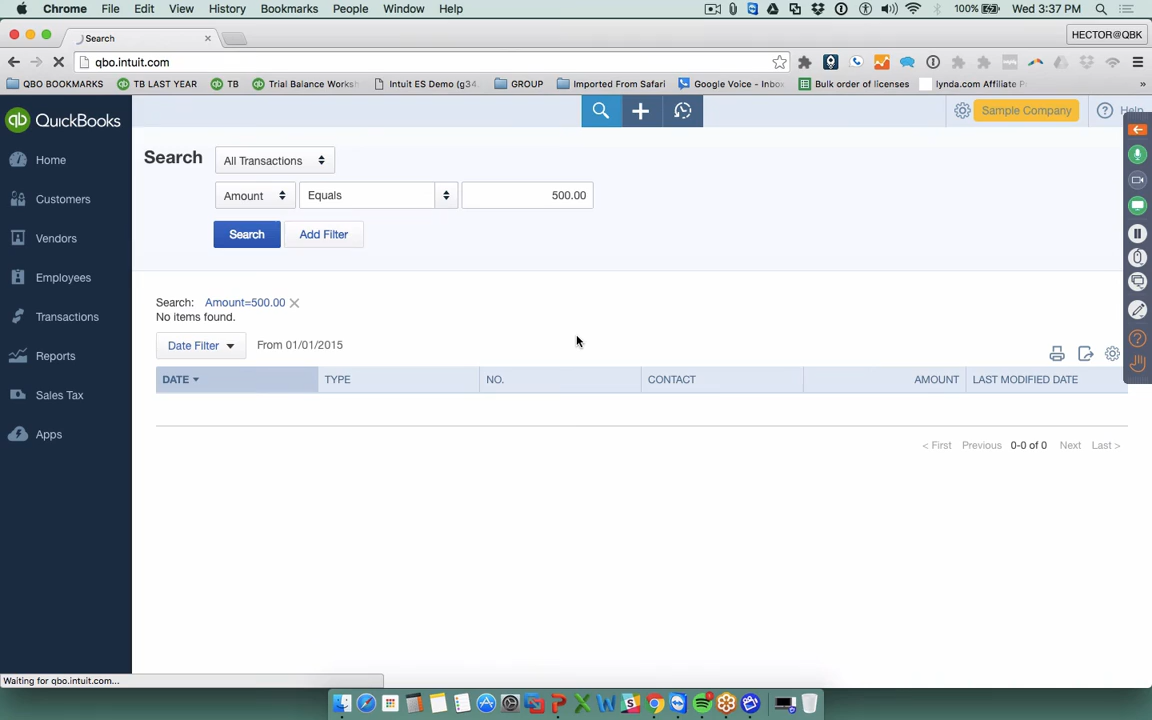 Chrome File Edit View History Bookmarks People Window Help 100% Wed 3:37 PM
Search HECTOR@QBK
qbo.intuit.com
QBO BOOKMARKS TB LAST YEAR TB Trial Balance Works Intuit ES Demo (g34 GROUP Imported From Safari Google Voice - Inbo Bulk order of licenses lynda.com Affiliate P »
qb QuickBooks Sample Company Help
Home
Customers
Vendors
Employees
Transactions
Reports
Sales Tax
Apps
Search All Transactions
Amount Equals 500.00
Search Add Filter
Search: Amount=500.00
No items found.
Date Filter From 01/01/2015
DATE TYPE NO. CONTACT AMOUNT LAST MODIFIED DATE
< First Previous 0-0 of 0 Next Last >
Waiting for qbo.intuit.com...